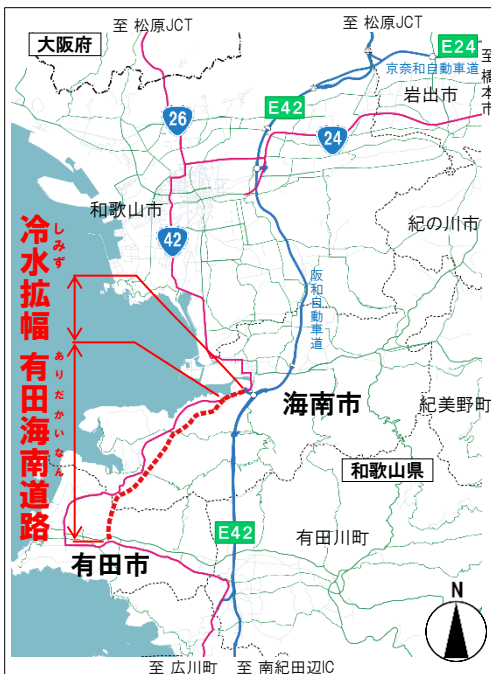 至 松原JCT
至 松原JCT
大阪府
E24
京奈和自動車道
至 橋本市
岩出市
E42
26
24
和歌山市
42
紀の川市
しみず
冷水拡幅
阪和自動車道
ありだかいなん
有田海南道路
海南市
紀美野町
和歌山県
E42
有田川町
有田市
N
至 広川町
至 南紀田辺IC